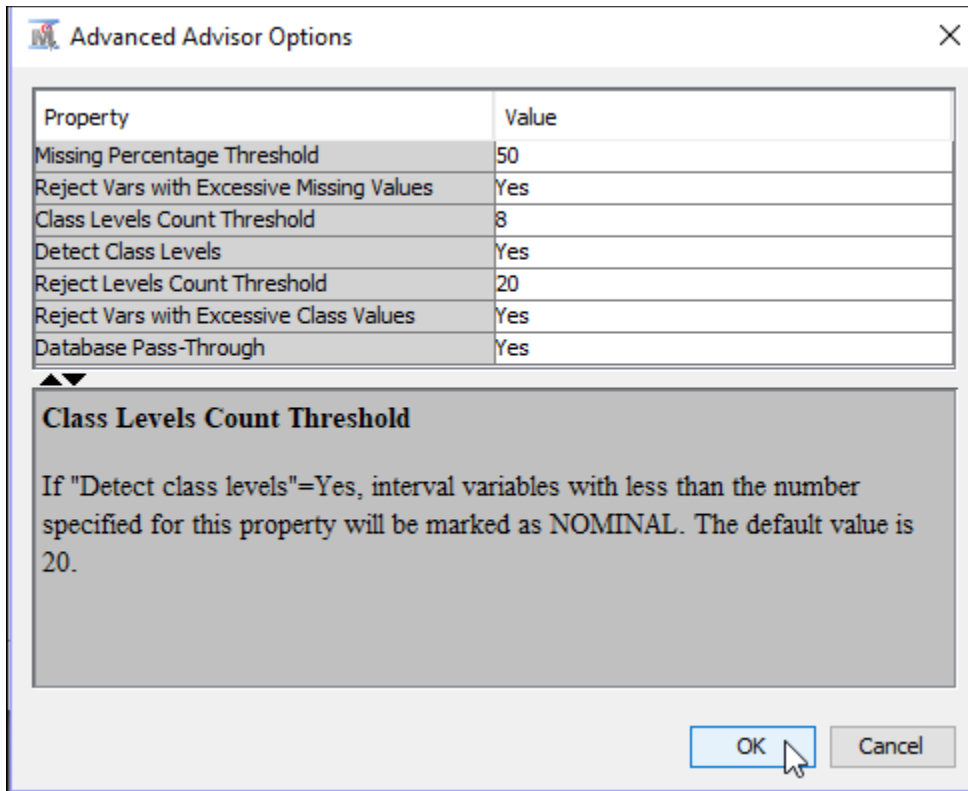 Advanced Advisor Options
Property Value
Missing Percentage Threshold 50
Reject Vars with Excessive Missing Values Yes
Class Levels Count Threshold 8
Detect Class Levels Yes
Reject Levels Count Threshold 20
Reject Vars with Excessive Class Values Yes
Database Pass-Through Yes
Class Levels Count Threshold
If "Detect class levels"=Yes, interval variables with less than the number
specified for this property will be marked as NOMINAL. The default value is
20.
OK Cancel